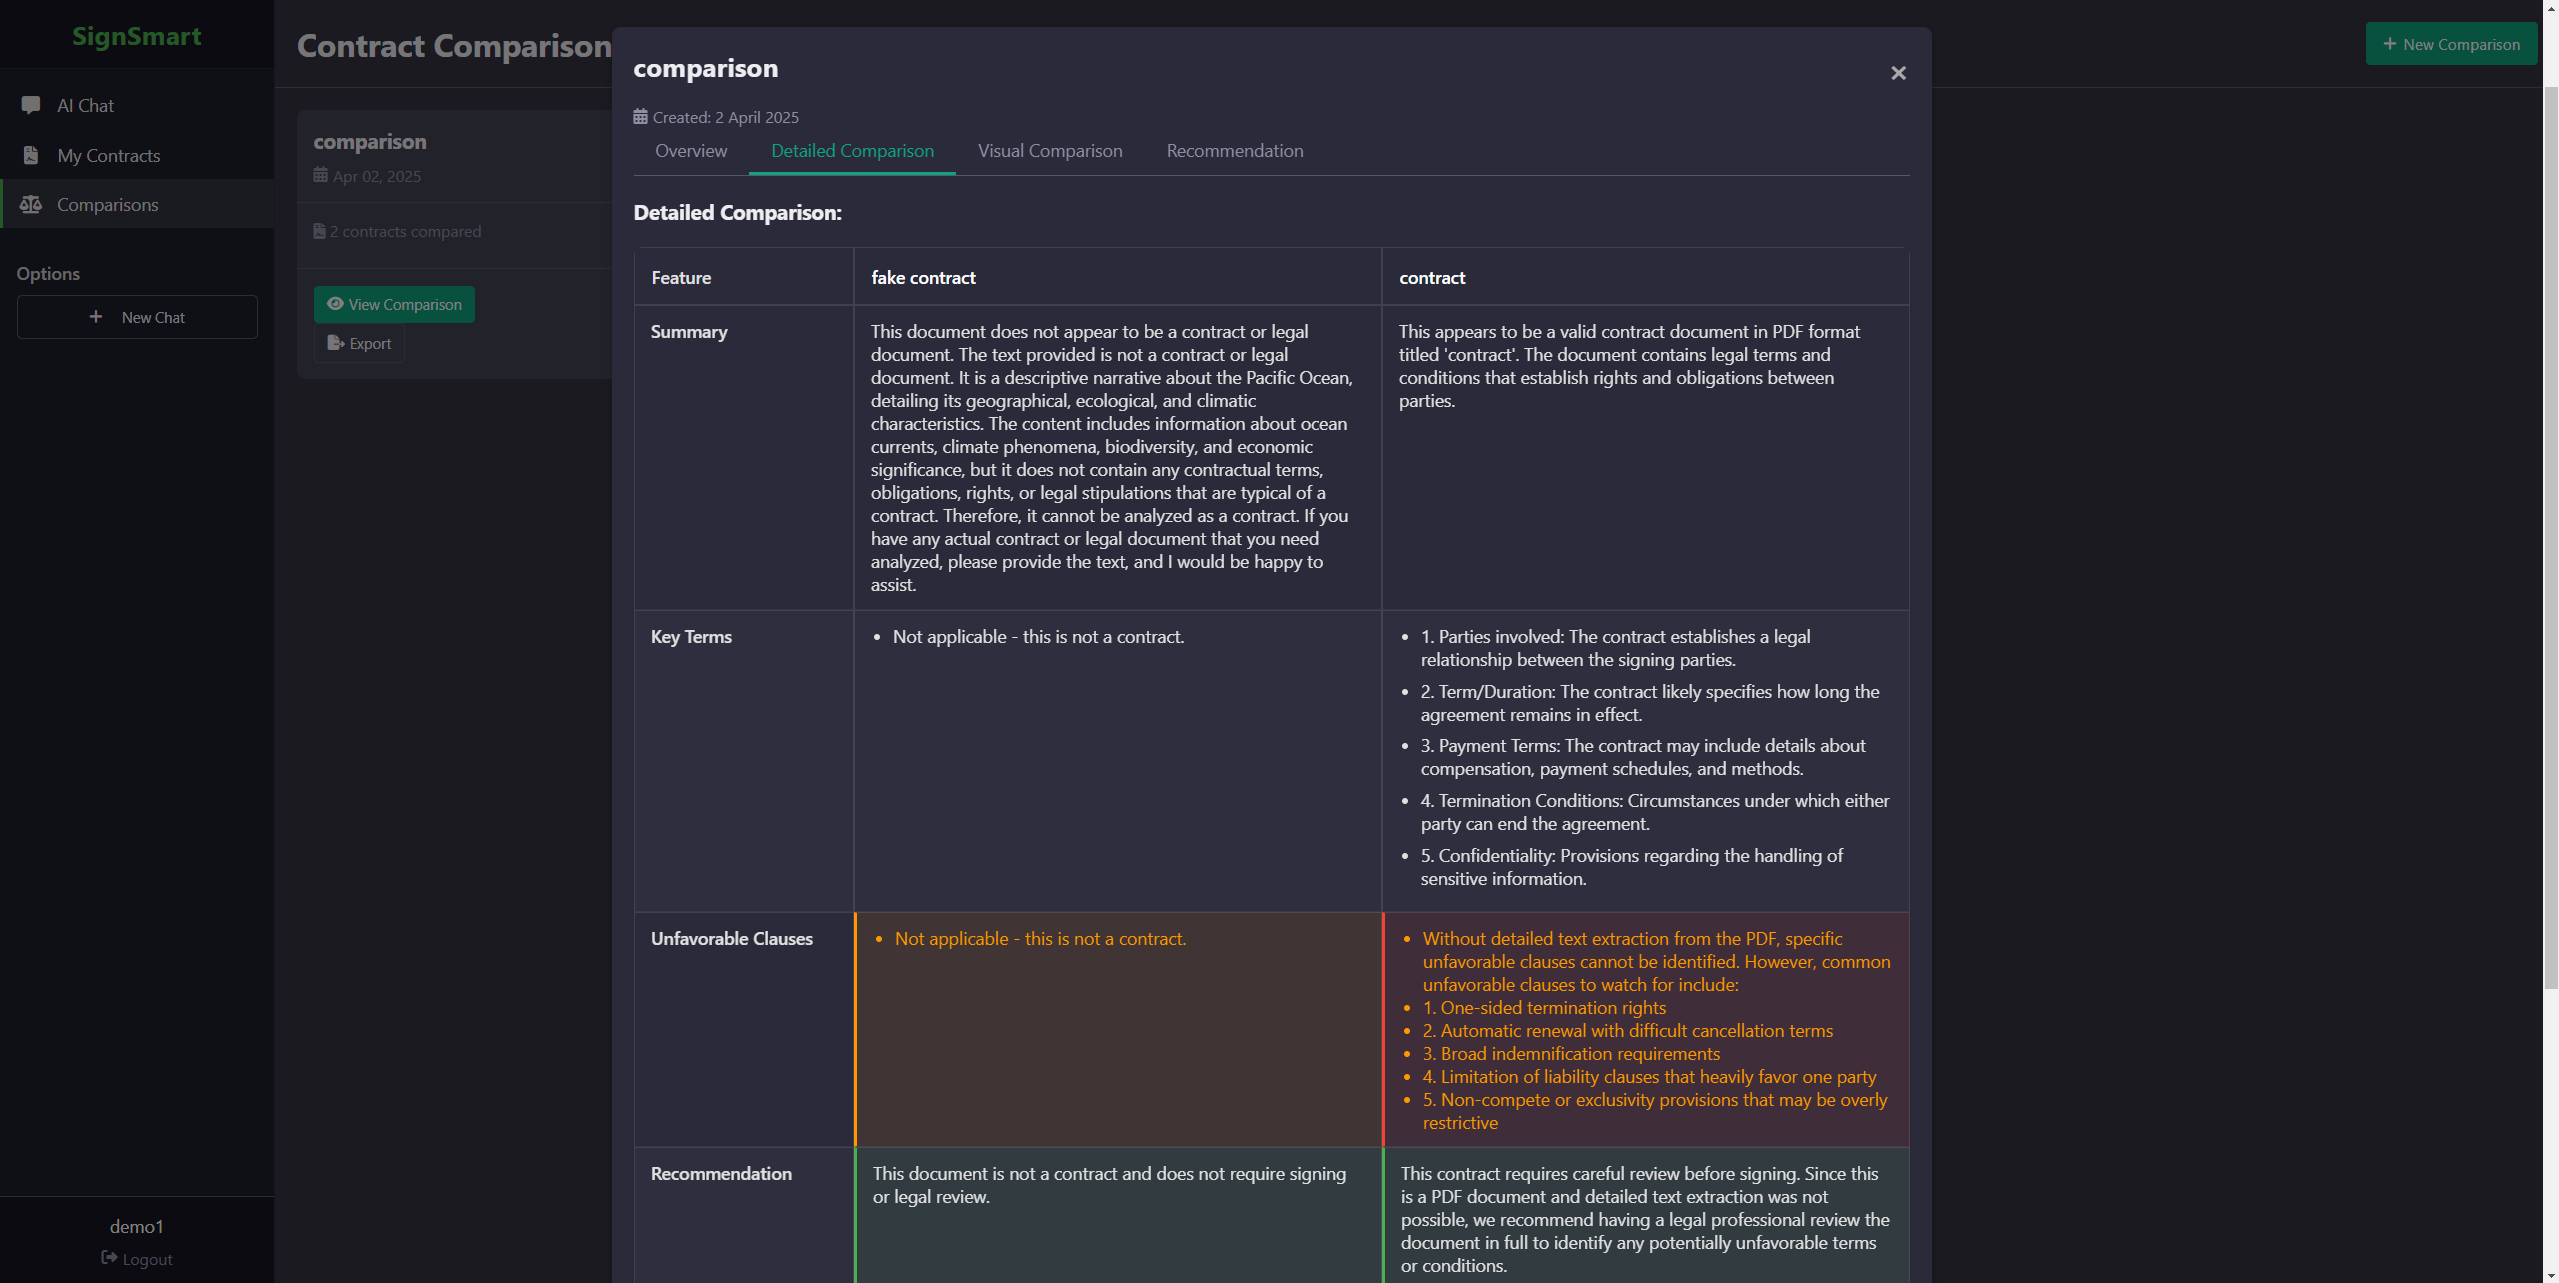 SignSmart
AI Chat
My Contracts
Comparisons
Options
+ New Chat
demo1
Logout
Contract Comparison
+ New Comparison
comparison
Apr 02, 2025
2 contracts compared
View Comparison
Export
comparison
×
Created: 2 April 2025
Overview
Detailed Comparison
Visual Comparison
Recommendation
Detailed Comparison:
Feature
fake contract
contract
Summary
This document does not appear to be a contract or legal
document. The text provided is not a contract or legal
document. It is a descriptive narrative about the Pacific Ocean,
detailing its geographical, ecological, and climatic
characteristics. The content includes information about ocean
currents, climate phenomena, biodiversity, and economic
significance, but it does not contain any contractual terms,
obligations, rights, or legal stipulations that are typical of a
contract. Therefore, it cannot be analyzed as a contract. If you
have any actual contract or legal document that you need
analyzed, please provide the text, and I would be happy to
assist.
This appears to be a valid contract document in PDF format
titled 'contract'. The document contains legal terms and
conditions that establish rights and obligations between
parties.
Key Terms
• Not applicable - this is not a contract.
• 1. Parties involved: The contract establishes a legal
relationship between the signing parties.
• 2. Term/Duration: The contract likely specifies how long the
agreement remains in effect.
• 3. Payment Terms: The contract may include details about
compensation, payment schedules, and methods.
• 4. Termination Conditions: Circumstances under which either
party can end the agreement.
• 5. Confidentiality: Provisions regarding the handling of
sensitive information.
Unfavorable Clauses
• Not applicable - this is not a contract.
• Without detailed text extraction from the PDF, specific
unfavorable clauses cannot be identified. However, common
unfavorable clauses to watch for include:
• 1. One-sided termination rights
• 2. Automatic renewal with difficult cancellation terms
• 3. Broad indemnification requirements
• 4. Limitation of liability clauses that heavily favor one party
• 5. Non-compete or exclusivity provisions that may be overly
restrictive
Recommendation
This document is not a contract and does not require signing
or legal review.
This contract requires careful review before signing. Since this
is a PDF document and detailed text extraction was not
possible, we recommend having a legal professional review the
document in full to identify any potentially unfavorable terms
or conditions.